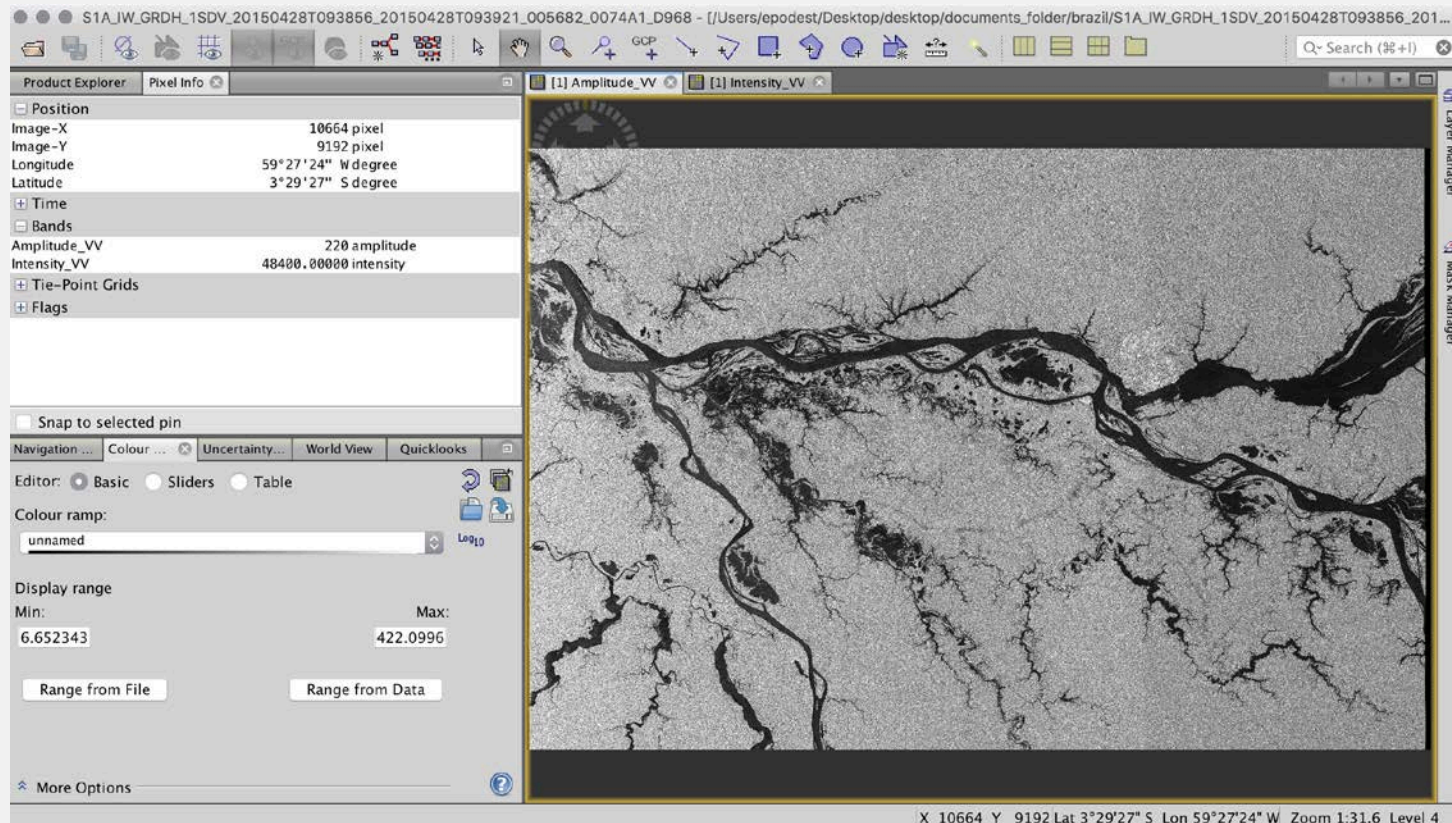 S1A_IW_GRDH_1SDV_20150428T093856_20150428T093921_005682_0074A1_D968 - [/Users/epodest/Desktop/desktop/documents_folder/brazil/S1A_IW_GRDH_1SDV_20150428T093856_201...
GCP
Search (⌘+I)
Product Explorer Pixel Info
[1] Amplitude_VV [1] Intensity_VV
Position
Image-X 10664 pixel
Image-Y 9192 pixel
Longitude 59°27'24" W degree
Latitude 3°29'27" S degree
Time
Bands
Amplitude_VV 220 amplitude
Intensity_VV 48400.00000 intensity
Tie-Point Grids
Flags
Layer Manager
Mask Manager
Snap to selected pin
Navigation ... Colour ... Uncertainty... World View Quicklooks
Editor: Basic Sliders Table
Colour ramp:
unnamed
Log10
Display range
Min: Max:
6.652343 422.0996
Range from File Range from Data
More Options
X 10664 Y 9192 Lat 3°29'27" S Lon 59°27'24" W Zoom 1:31.6 Level 4